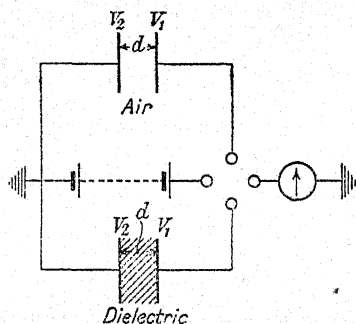 V₂ V₁
d
Air
d
V₂ V₁
Dielectric